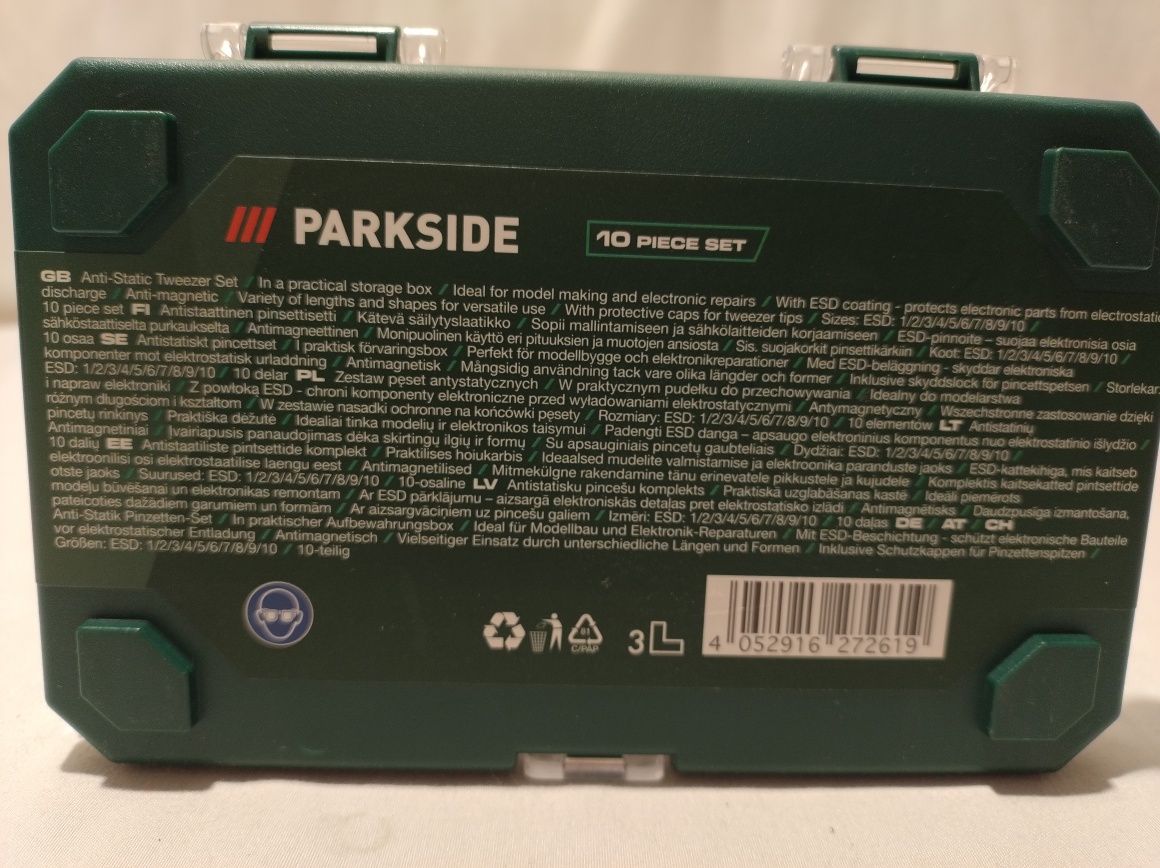 PARKSIDE
10 PIECE SET
GB Anti-Static Tweezer Set / In a practical storage box / Ideal for model making and electronic repairs / With ESD coating - protects electronic parts from electrostatic
discharge / Anti-magnetic / Variety of lengths and shapes for versatile use / With protective caps for tweezer tips / Sizes: ESD: 1/2/3/4/5/6/7/8/9/10 /
10 piece set FI Antistaattinen pinsettisetti / Kätevä säilytyslaatikko / Sopii mallintamiseen ja sähkölaitteiden korjaamiseen / ESD-pinnoite – suojaa elektronisia osia
sähköstaattiselta purkaukselta / Antimagneettinen / Monipuolinen käyttö eri pituuksien ja muotojen ansiosta / Sis. suojakorkit pinsettikärkiin / Koot: ESD: 1/2/3/4/5/6/7/8/9/10 /
10 osaa SE Antistatiskt pincettset / I praktisk förvaringsbox / Perfekt för modellbygge och elektronikreparationer / Med ESD-beläggning - skyddar elektroniska
komponenter mot elektrostatisk urladdning / Antimagnetisk / Mångsidig användning tack vare olika längder och former / Inklusive skyddslock för pincettspetsen / Storlekar:
ESD: 1/2/3/4/5/6/7/8/9/10 / 10 delar PL Zestaw pęset antystatycznych / W praktycznym pudełku do przechowywania / Idealny do modelarstwa
i napraw elektroniki / Z powłoką ESD - chroni komponenty elektroniczne przed wyładowaniami elektrostatycznymi / Antymagnetyczny / Wszechstronne zastosowanie dzięki
różnym długościom i kształtom / W zestawie nasadki ochronne na końcówki pęsety / Rozmiary: ESD: 1/2/3/4/5/6/7/8/9/10 / 10 elementów LT Antistatinių
pincetų rinkinys / Praktiška dėžutė / Idealiai tinka modelių ir elektronikos taisymui / Padengti ESD danga – apsaugo elektroninius komponentus nuo elektrostatinio išlydžio /
Antimagnetiniai / Įvairiapusis panaudojimas dėka skirtingų ilgių ir formų / Su apsauginiais pincetų gaubteliais / Dydžiai: ESD: 1/2/3/4/5/6/7/8/9/10 /
10 dalių EE Antistaatiliste pintsettide komplekt / Praktilises hoiukarbis / Ideaalsed mudelite valmistamise ja elektroonika paranduste jaoks / ESD-kattekihiga, mis kaitseb
elektroonilisi osi elektrostaatilise laengu eest / Antimagnetilised / Mitmekülgne rakendamine tänu erinevatele pikkustele ja kujudele / Komplektis kaitsekatted pintsettide
otste jaoks / Suurused: ESD: 1/2/3/4/5/6/7/8/9/10 / 10-osaline LV Antistatisku pincešu komplekts / Praktiskā uzglabāšanas kastē / Ideāli piemērots
modeļu būvēšanai un elektronikas remontam / Ar ESD pārklājumu – aizsargā elektroniskās detaļas pret elektrostatisko izlādi / Antimagnētisks / Daudzpusīga izmantošana,
pateicoties dažādiem garumiem un formām / Ar aizsargvāciņiem uz pincešu galiem / Izmēri: ESD: 1/2/3/4/5/6/7/8/9/10 / 10 daļas DE / AT / CH
Anti-Statik Pinzetten-Set / In praktischer Aufbewahrungsbox / Ideal für Modellbau und Elektronik-Reparaturen / Mit ESD-Beschichtung - schützt elektronische Bauteile
vor elektrostatischer Entladung / Antimagnetisch / Vielseitiger Einsatz durch unterschiedliche Längen und Formen / Inklusive Schutzkappen für Pinzettenspitzen /
Größen: ESD: 1/2/3/4/5/6/7/8/9/10 / 10-teilig
61
C/PAP
3 L
4 052916 272619